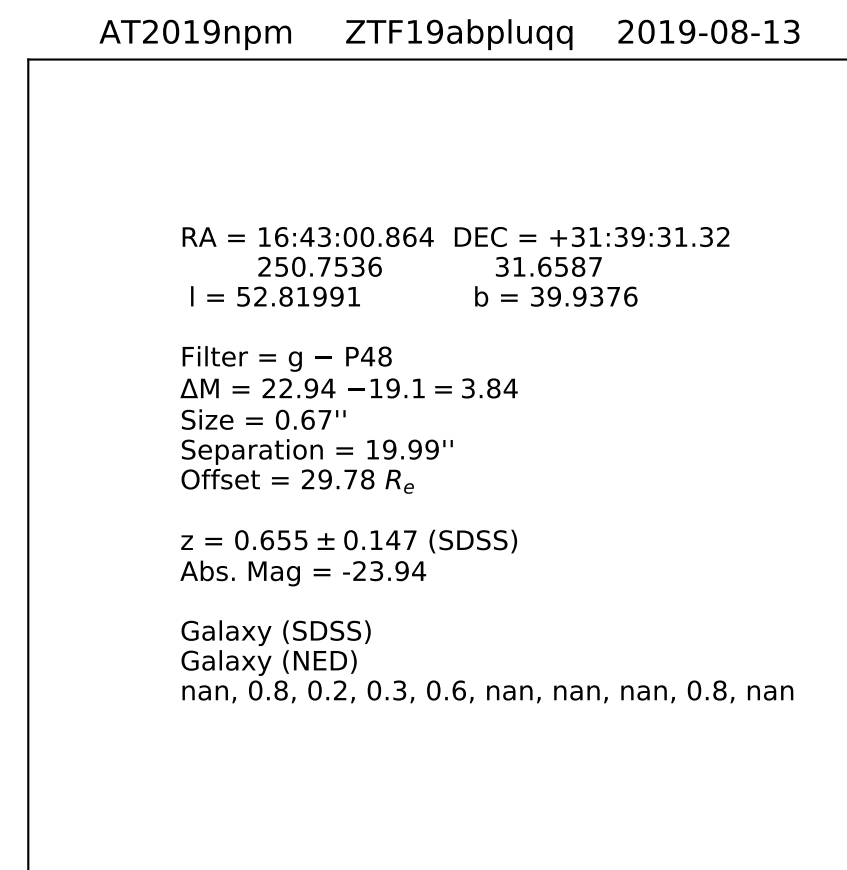 AT2019npm ZTF19abpluqq 2019-08-13
RA = 16:43:00.864 DEC = +31:39:31.32
250.7536 31.6587
l = 52.81991 b = 39.9376
Filter = g − P48
ΔM = 22.94 −19.1 = 3.84
Size = 0.67''
Separation = 19.99''
Offset = 29.78 Re
z = 0.655 ± 0.147 (SDSS)
Abs. Mag = -23.94
Galaxy (SDSS)
Galaxy (NED)
nan, 0.8, 0.2, 0.3, 0.6, nan, nan, nan, 0.8, nan